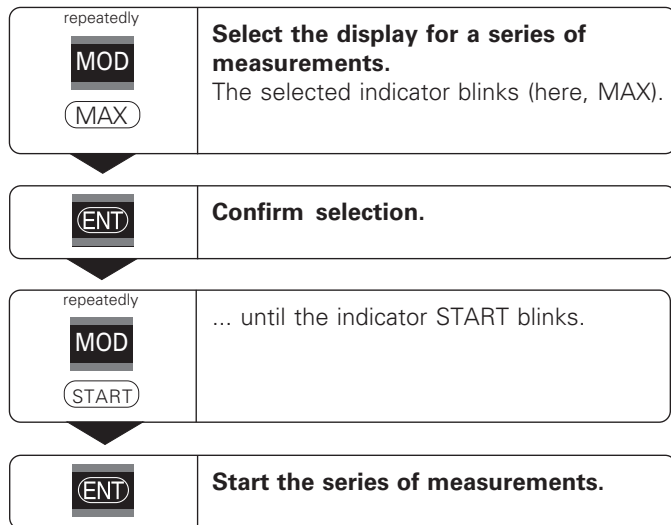 repeatedly
MOD
MAX
Select the display for a series of
measurements.
The selected indicator blinks (here, MAX).
ENT
Confirm selection.
repeatedly
MOD
START
... until the indicator START blinks.
ENT
Start the series of measurements.